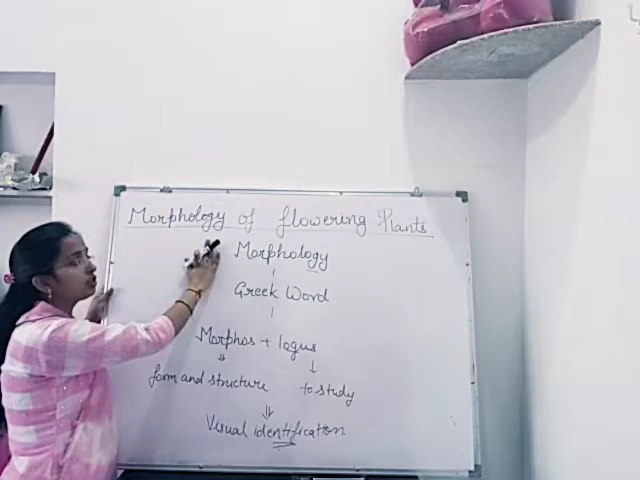 Morphology of flowering Plants
Morphology
Greek Word
Morphos + logus
form and structure to study
Visual identification